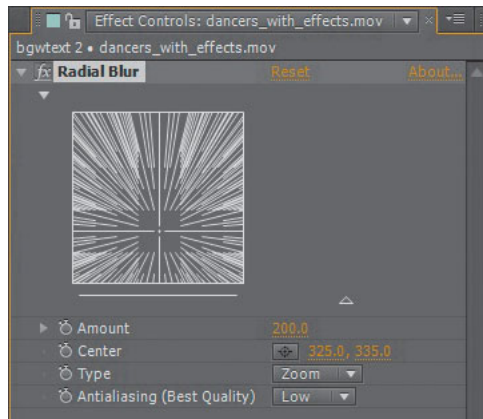 Effect Controls: dancers_with_effects.mov
bgwtext 2 • dancers_with_effects.mov
fx Radial Blur Reset About...
Amount 200.0
Center 325.0, 335.0
Type Zoom
Antialiasing (Best Quality) Low